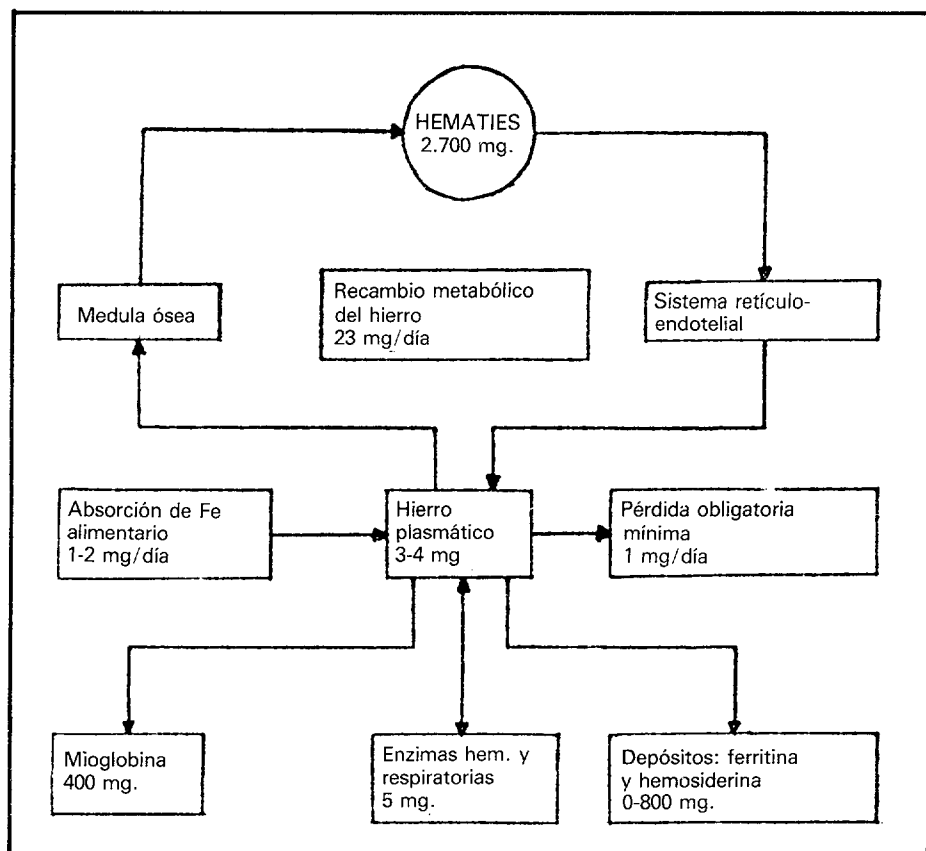 HEMATIES
2.700 mg.
Medula ósea
Recambio metabólico
del hierro
23 mg/día
Sistema retículo-
endotelial
Absorción de Fe
alimentario
1-2 mg/día
Hierro
plasmático
3-4 mg
Pérdida obligatoria
mínima
1 mg/día
Mioglobina
400 mg.
Enzimas hem. y
respiratorias
5 mg.
Depósitos: ferritina
y hemosiderina
0-800 mg.